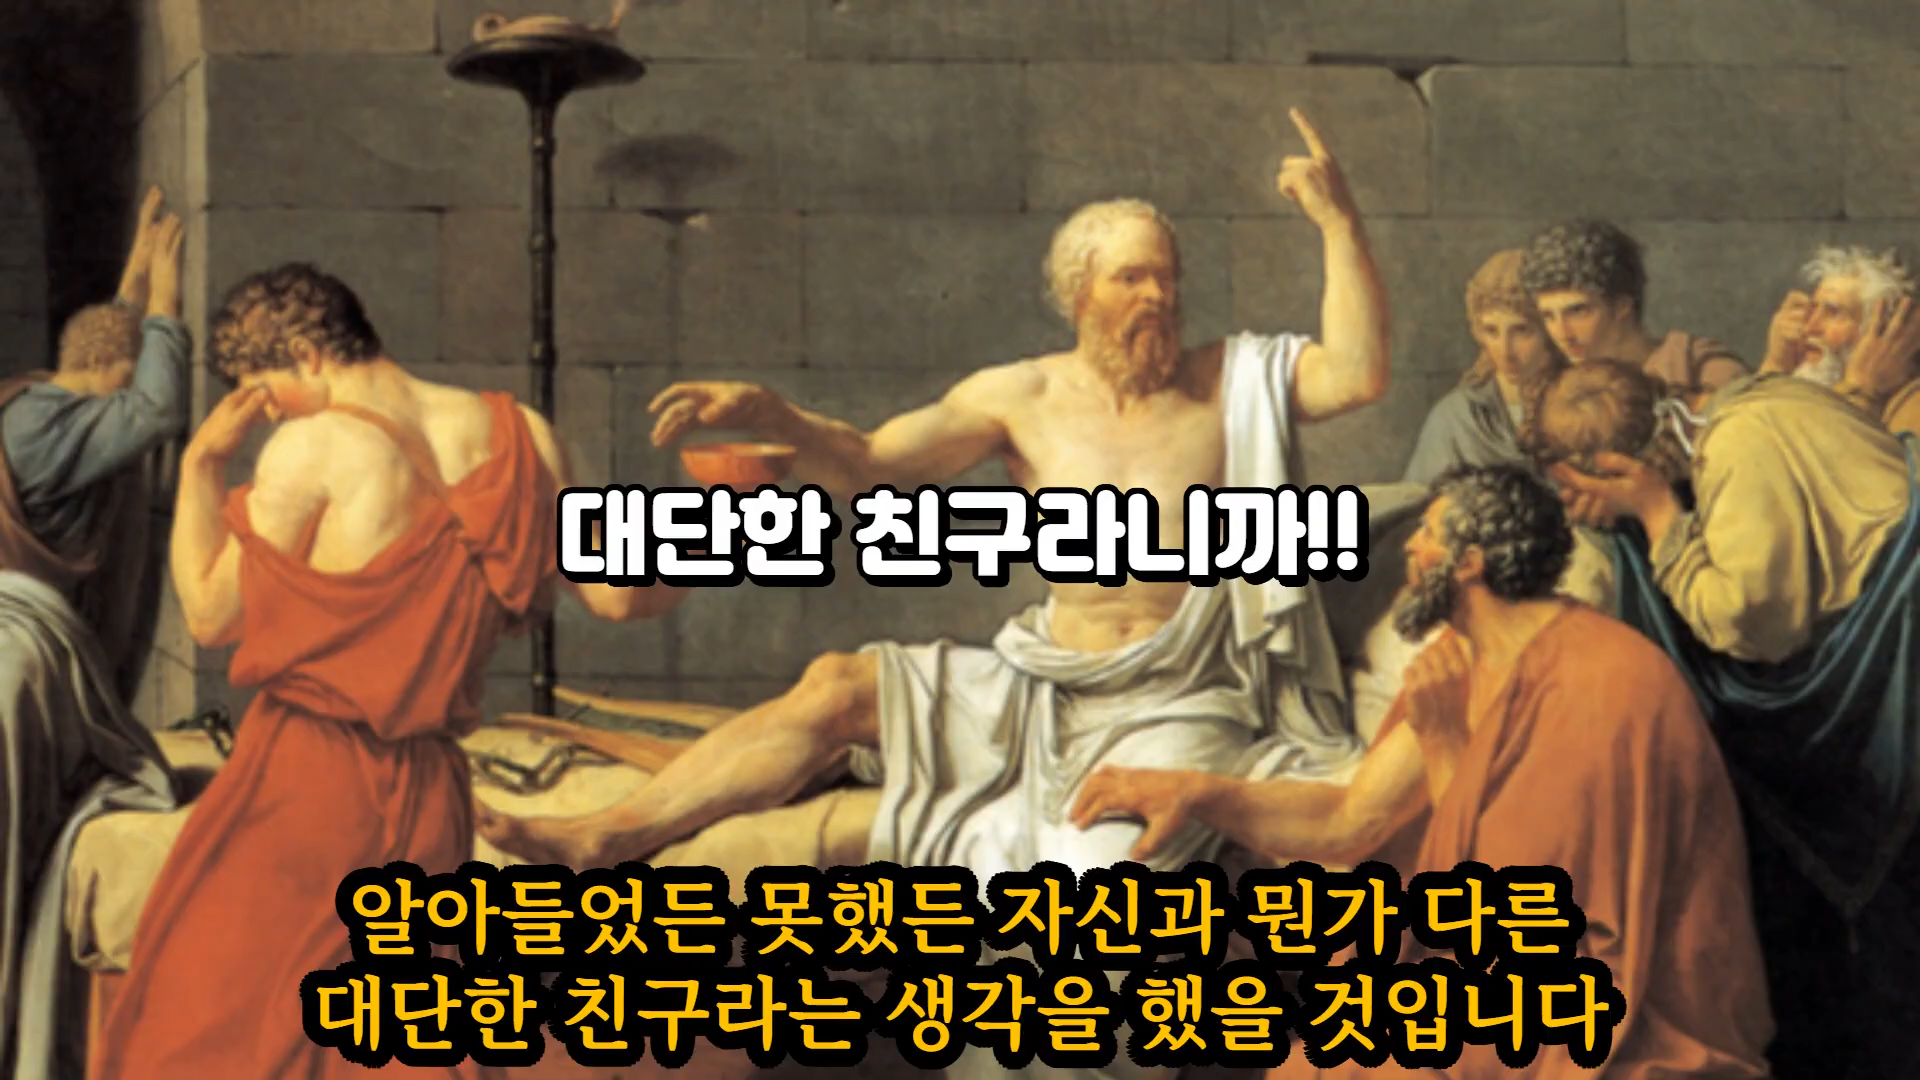 대단한 친구라니까!!
알아들었든 못했든 자신과 뭔가 다른
대단한 친구라는 생각을 했을 것입니다